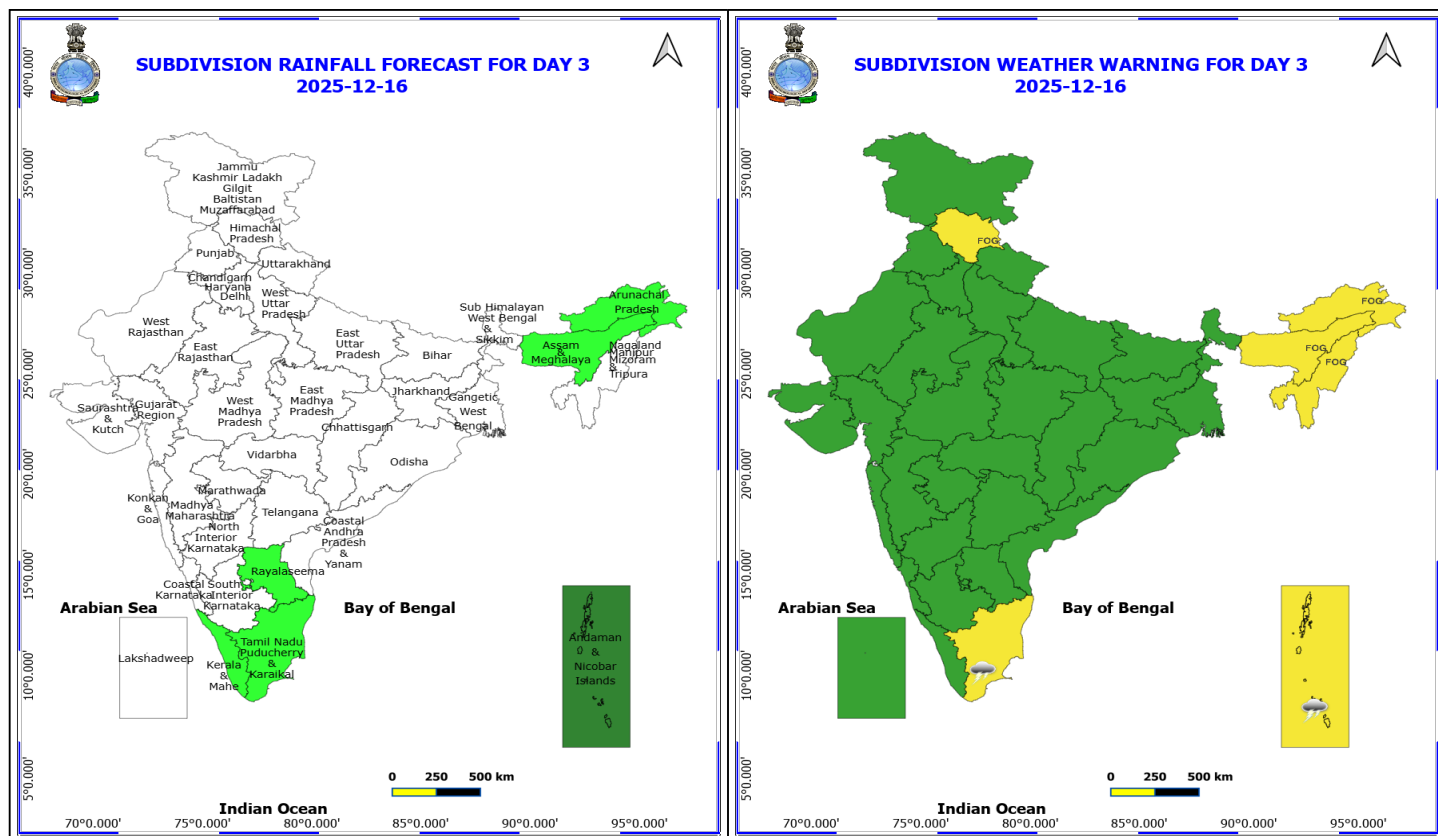 SUBDIVISION RAINFALL FORECAST FOR DAY 3
2025-12-16
40°0.000'
35°0.000'
30°0.000'
25°0.000'
20°0.000'
15°0.000'
10°0.000'
5°0.000'
Jammu
Kashmir Ladakh
Gilgit
Baltistan
Muzaffarabad
Himachal
Pradesh
Punjab
Uttarakhand
Chandigarh
Haryana
Delhi
West
Uttar
Pradesh
West
Rajasthan
East
Rajasthan
East
Uttar
Pradesh
Bihar
Sub Himalayan
West Bengal
&
Sikkim
Arunachal
Pradesh
Assam
&
Meghalaya
Nagaland
Manipur
Mizoram
&
Tripura
Saurashtra
&
Kutch
Gujarat
Region
West
Madhya
Pradesh
East
Madhya
Pradesh
Jharkhand
Gangetic
West
Bengal
Chhattisgarh
Vidarbha
Odisha
Konkan
&
Goa
Madhya
Maharashtra
Marathwada
Telangana
North
Interior
Karnataka
Coastal
Andhra
Pradesh
&
Yanam
Rayalaseema
Coastal
Karnataka
South
Interior
Karnataka
Arabian Sea
Bay of Bengal
Lakshadweep
Kerala
&
Mahe
Tamil Nadu
Puducherry
&
Karaikal
Andaman
&
Nicobar
Islands
0 250 500 km
Indian Ocean
70°0.000' 75°0.000' 80°0.000' 85°0.000' 90°0.000' 95°0.000'
SUBDIVISION WEATHER WARNING FOR DAY 3
2025-12-16
40°0.000'
35°0.000'
30°0.000'
25°0.000'
20°0.000'
15°0.000'
10°0.000'
5°0.000'
FOG
FOG
FOG
FOG
Arabian Sea
Bay of Bengal
0 250 500 km
Indian Ocean
70°0.000' 75°0.000' 80°0.000' 85°0.000' 90°0.000' 95°0.000'